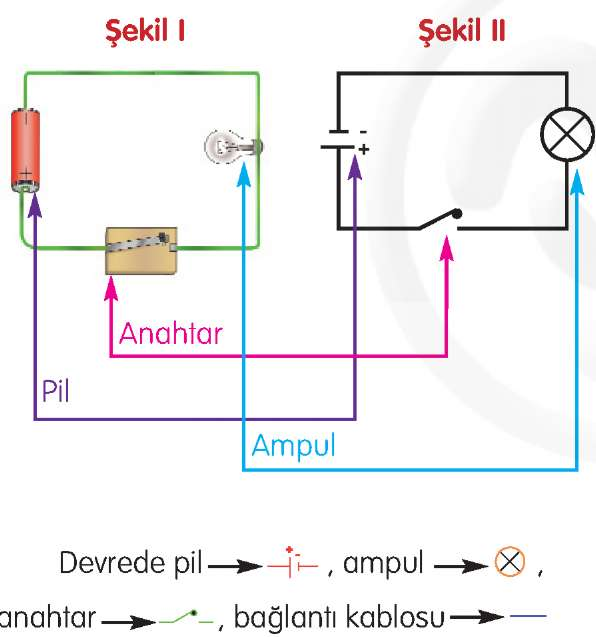 Şekil I
Şekil II
- +
Anahtar
Pil
Ampul
Devrede pil → , ampul → ,
anahtar → , bağlantı kablosu →